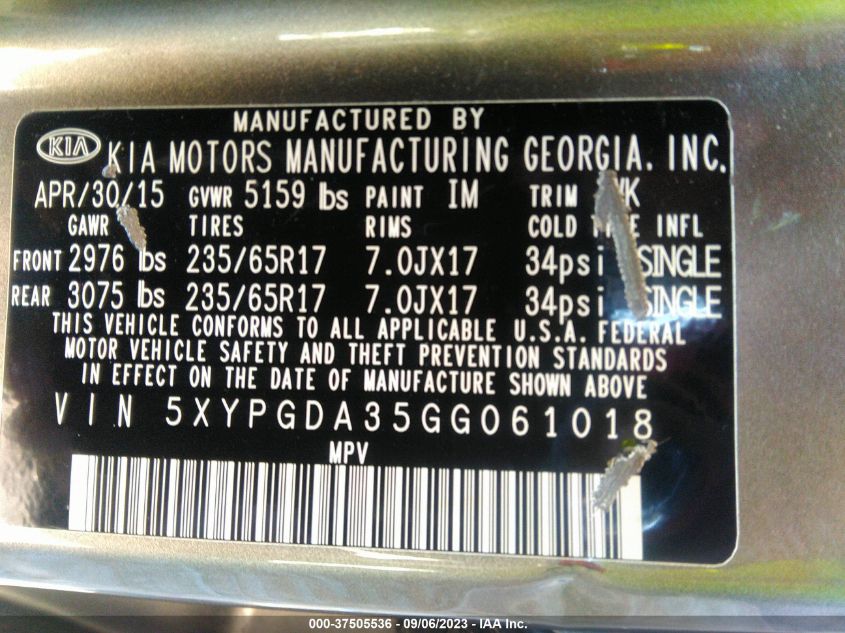 MANUFACTURED BY
KIA KIA MOTORS MANUFACTURING GEORGIA, INC.
APR/30/15 GVWR 5159 lbs PAINT IM TRIM
GAWR TIRES RIMS COLD TIRE INFL
FRONT 2976 lbs 235/65R17 7.0JX17 34psi SINGLE
REAR 3075 lbs 235/65R17 7.0JX17 34psi SINGLE
THIS VEHICLE CONFORMS TO ALL APPLICABLE U.S.A. FEDERAL
MOTOR VEHICLE SAFETY AND THEFT PREVENTION STANDARDS
IN EFFECT ON THE DATE OF MANUFACTURE SHOWN ABOVE
VIN 5XYPGDA35GG061018
MPV
000-37505536 - 09/06/2023 - IAA Inc.